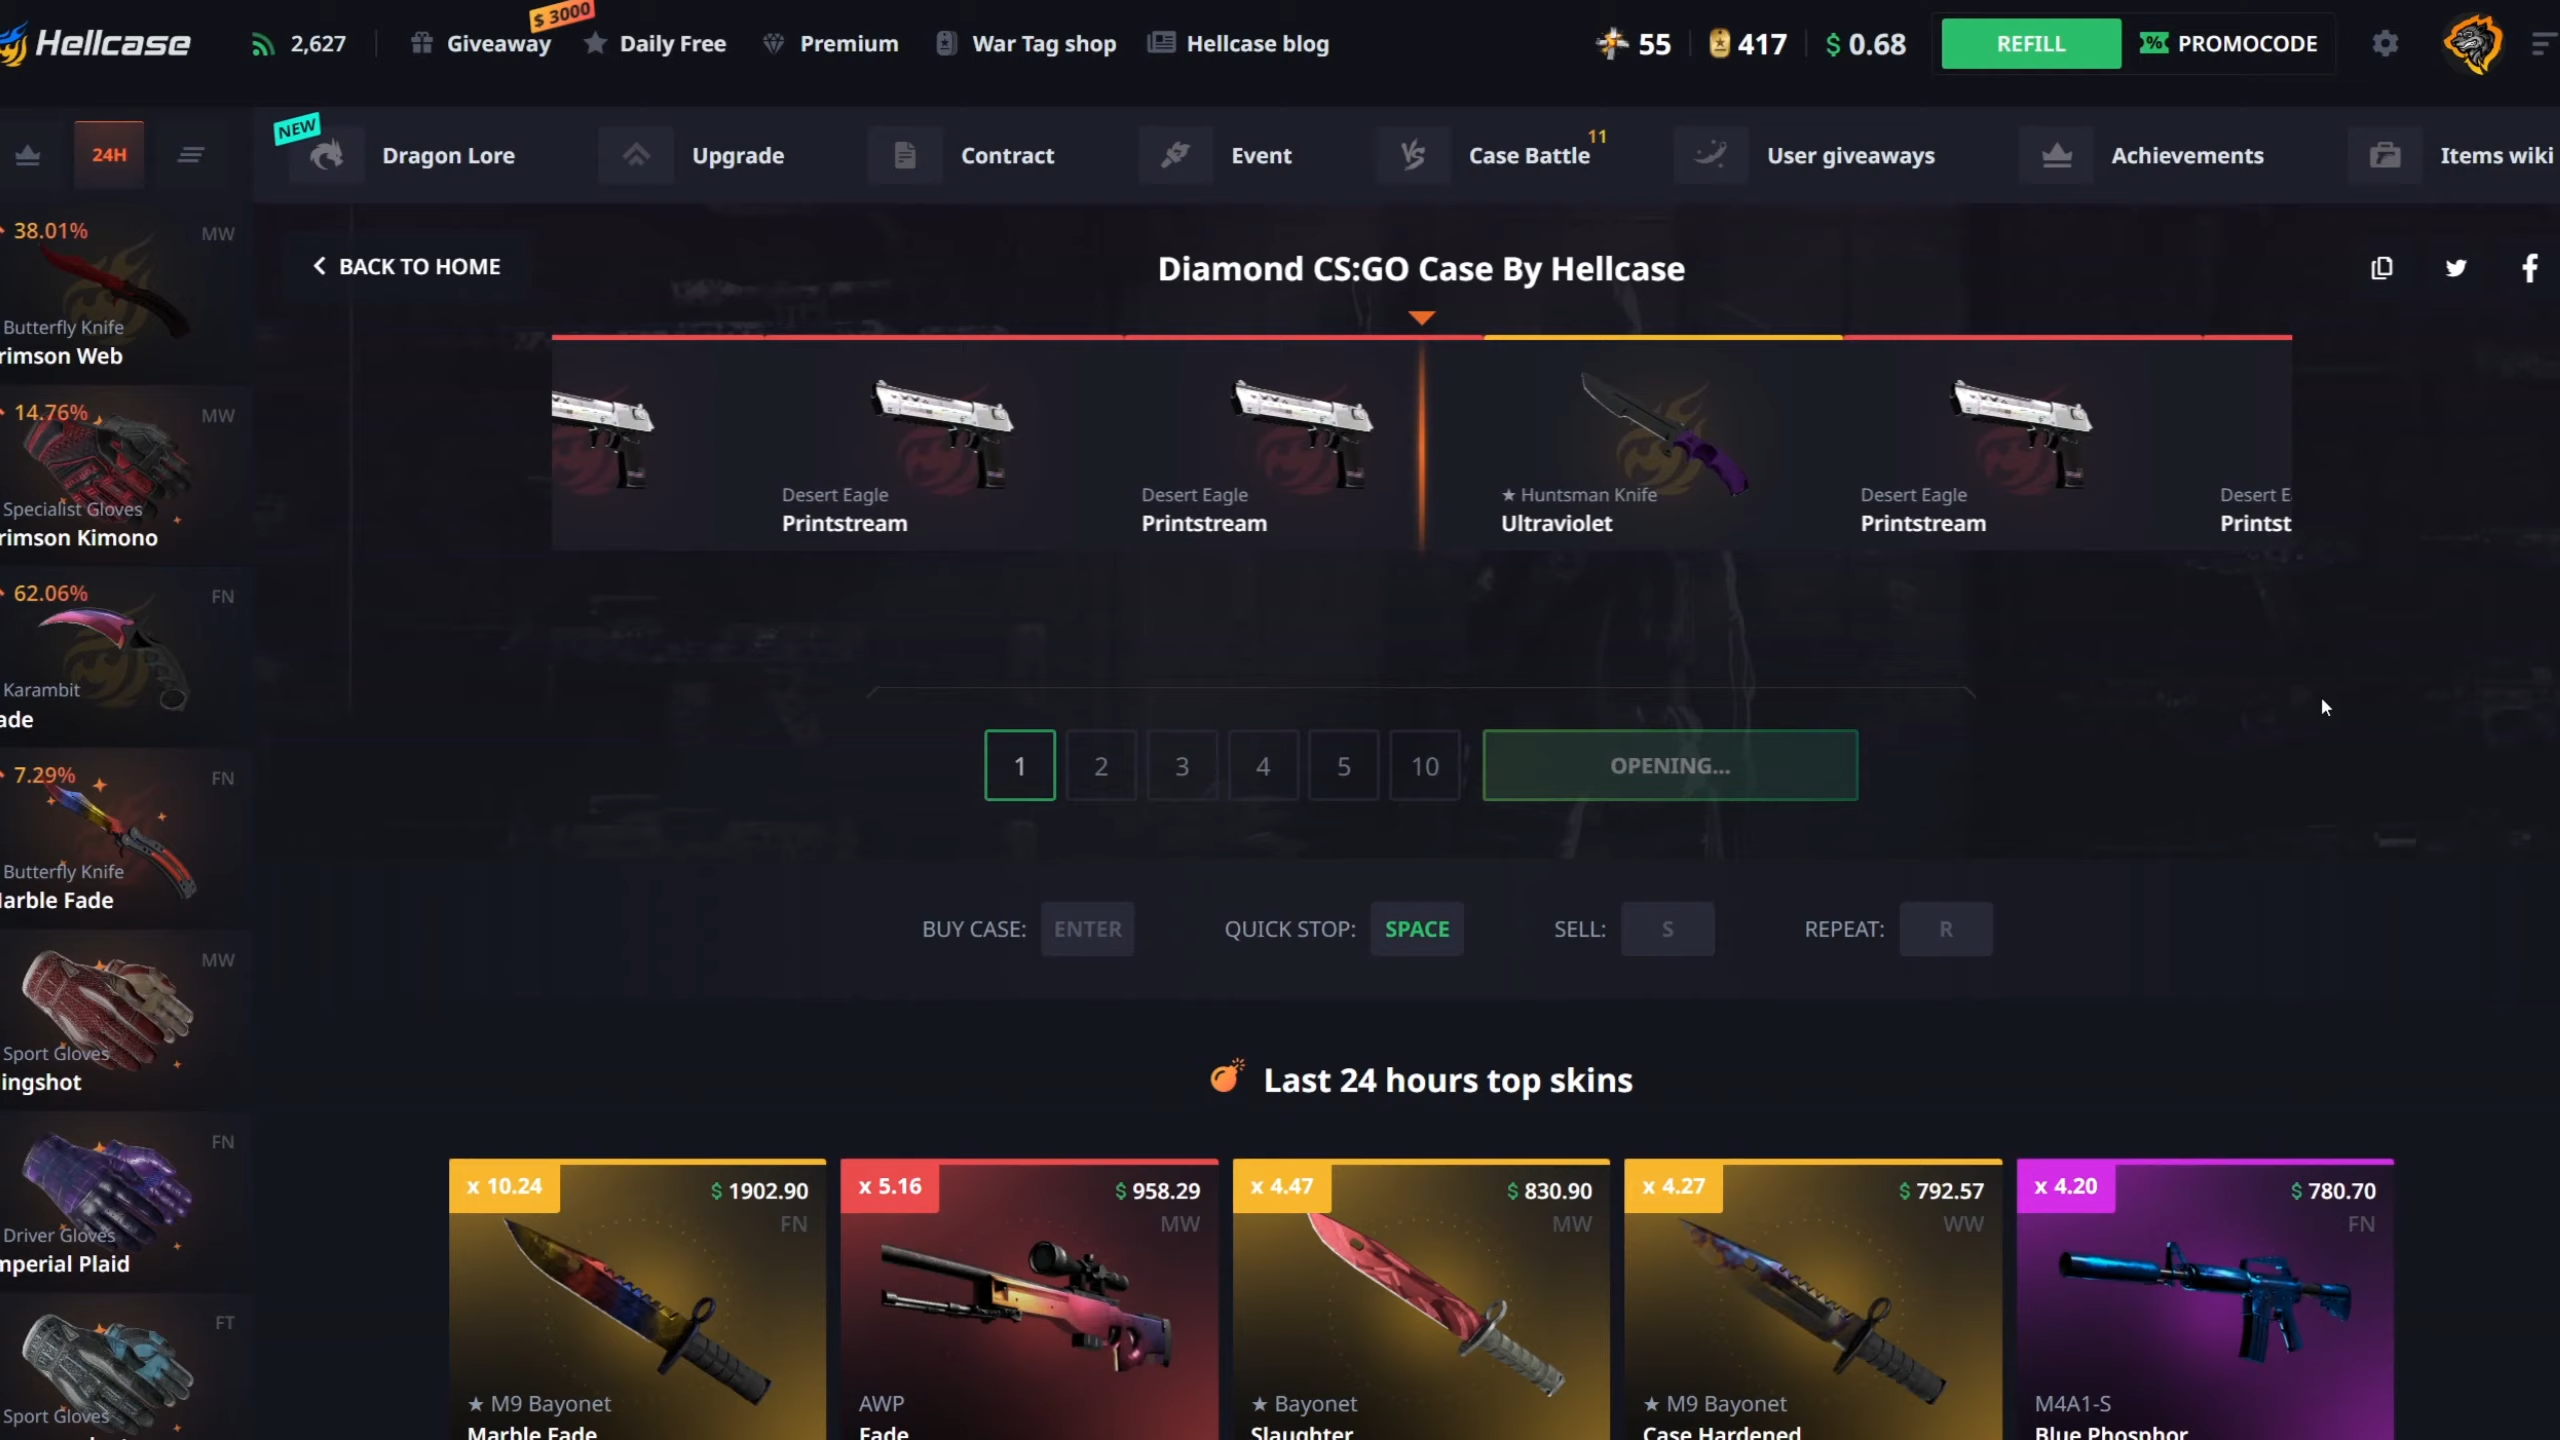 Hellcase
2,627
Giveaway
$ 3000
Daily Free
Premium
War Tag shop
Hellcase blog
55
417
$ 0.68
REFILL
% PROMOCODE
24H
NEW
Dragon Lore
Upgrade
Contract
Event
VS
Case Battle
11
User giveaways
Achievements
Items wiki
BACK TO HOME
Diamond CS:GO Case By Hellcase
38.01%
MW
Butterfly Knife
rimson Web
14.76%
MW
Specialist Gloves
rimson Kimono
62.06%
FN
Karambit
ade
7.29%
FN
Butterfly Knife
arble Fade
MW
Sport Gloves
ingshot
FN
Driver Gloves
mperial Plaid
FT
Sport Gloves
Desert Eagle
Printstream
Desert Eagle
Printstream
★ Huntsman Knife
Ultraviolet
Desert Eagle
Printstream
Desert E
Printst
1
2
3
4
5
10
OPENING...
BUY CASE: ENTER
QUICK STOP: SPACE
SELL: S
REPEAT: R
Last 24 hours top skins
x 10.24
$ 1902.90
FN
★ M9 Bayonet
Marble Fade
x 5.16
$ 958.29
MW
AWP
Fade
x 4.47
$ 830.90
MW
★ Bayonet
Slaughter
x 4.27
$ 792.57
WW
★ M9 Bayonet
Case Hardened
x 4.20
$ 780.70
FN
M4A1-S
Blue Phosphor